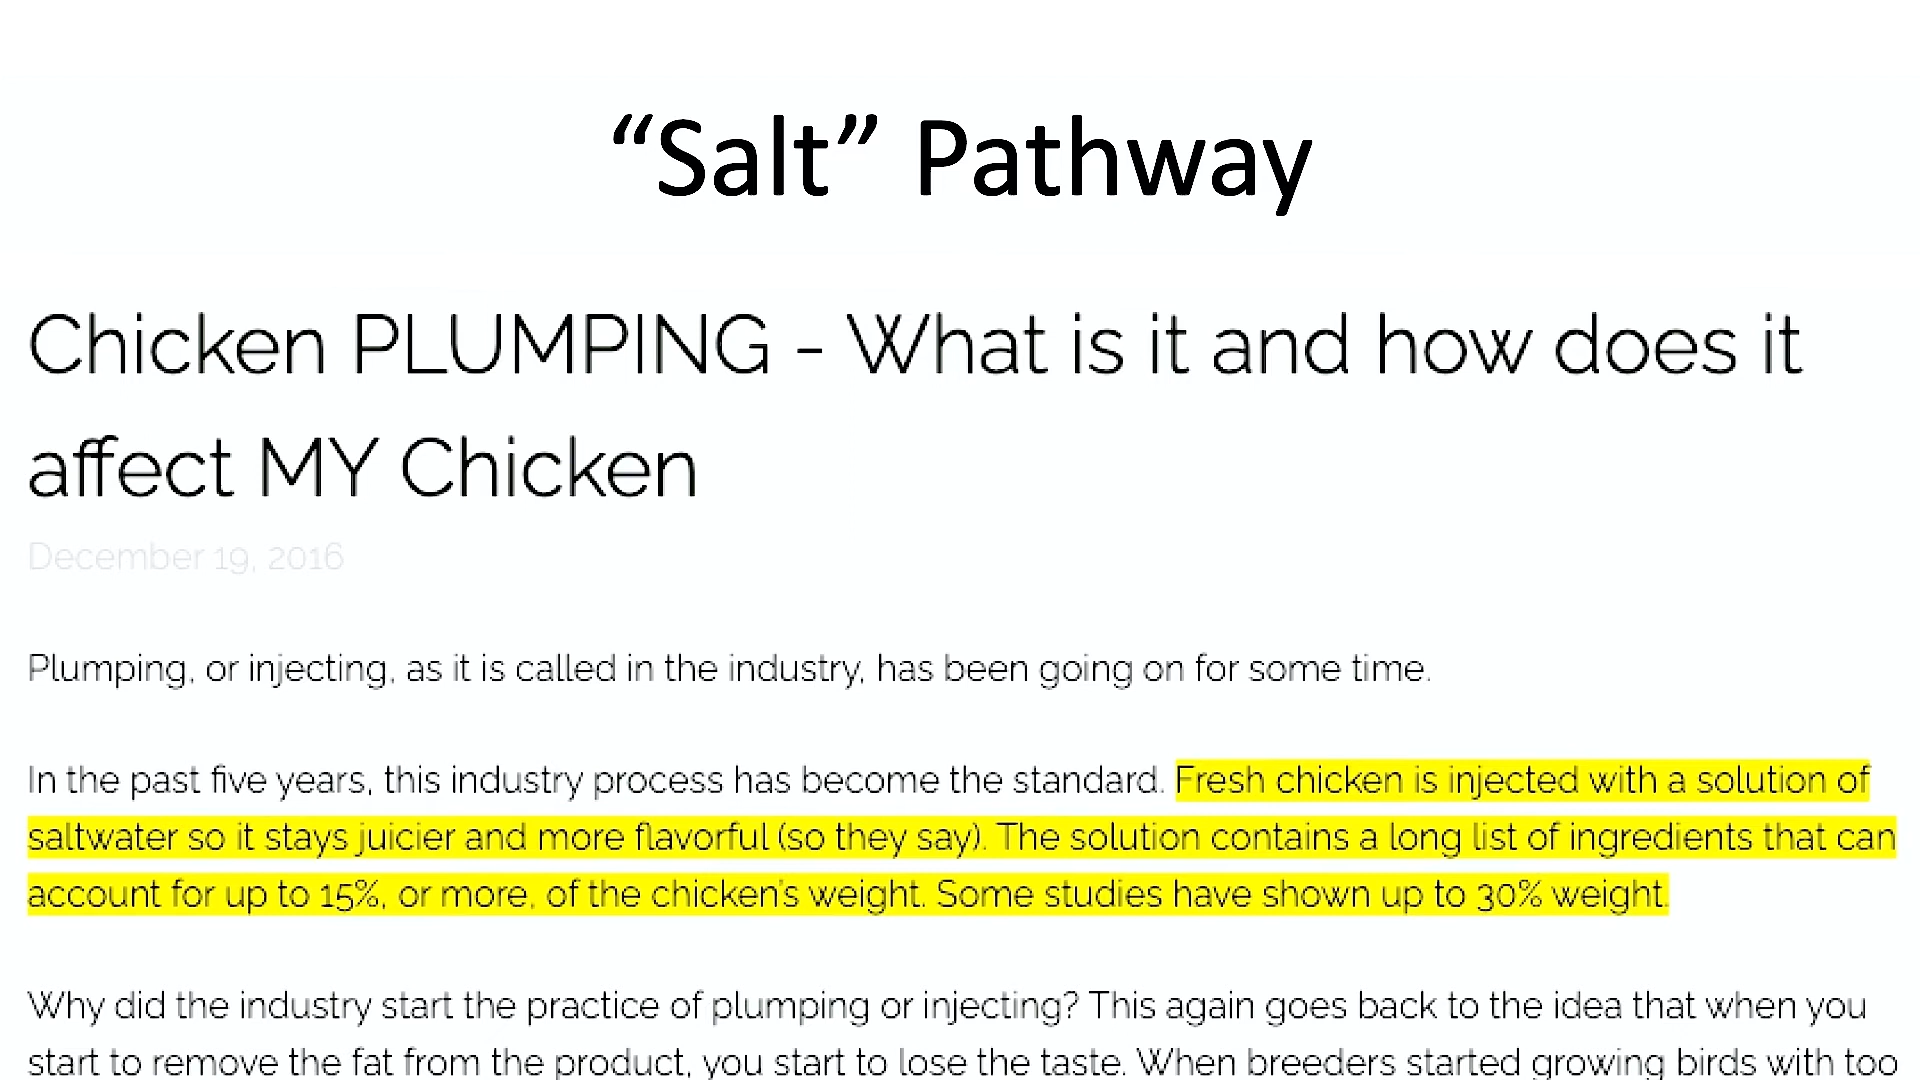 “Salt” Pathway
Chicken PLUMPING - What is it and how does it
affect MY Chicken
December 19, 2016
Plumping, or injecting, as it is called in the industry, has been going on for some time.
In the past five years, this industry process has become the standard. Fresh chicken is injected with a solution of
saltwater so it stays juicier and more flavorful (so they say). The solution contains a long list of ingredients that can
account for up to 15%, or more, of the chicken's weight. Some studies have shown up to 30% weight.
Why did the industry start the practice of plumping or injecting? This again goes back to the idea that when you
start to remove the fat from the product, you start to lose the taste. When breeders started growing birds with too